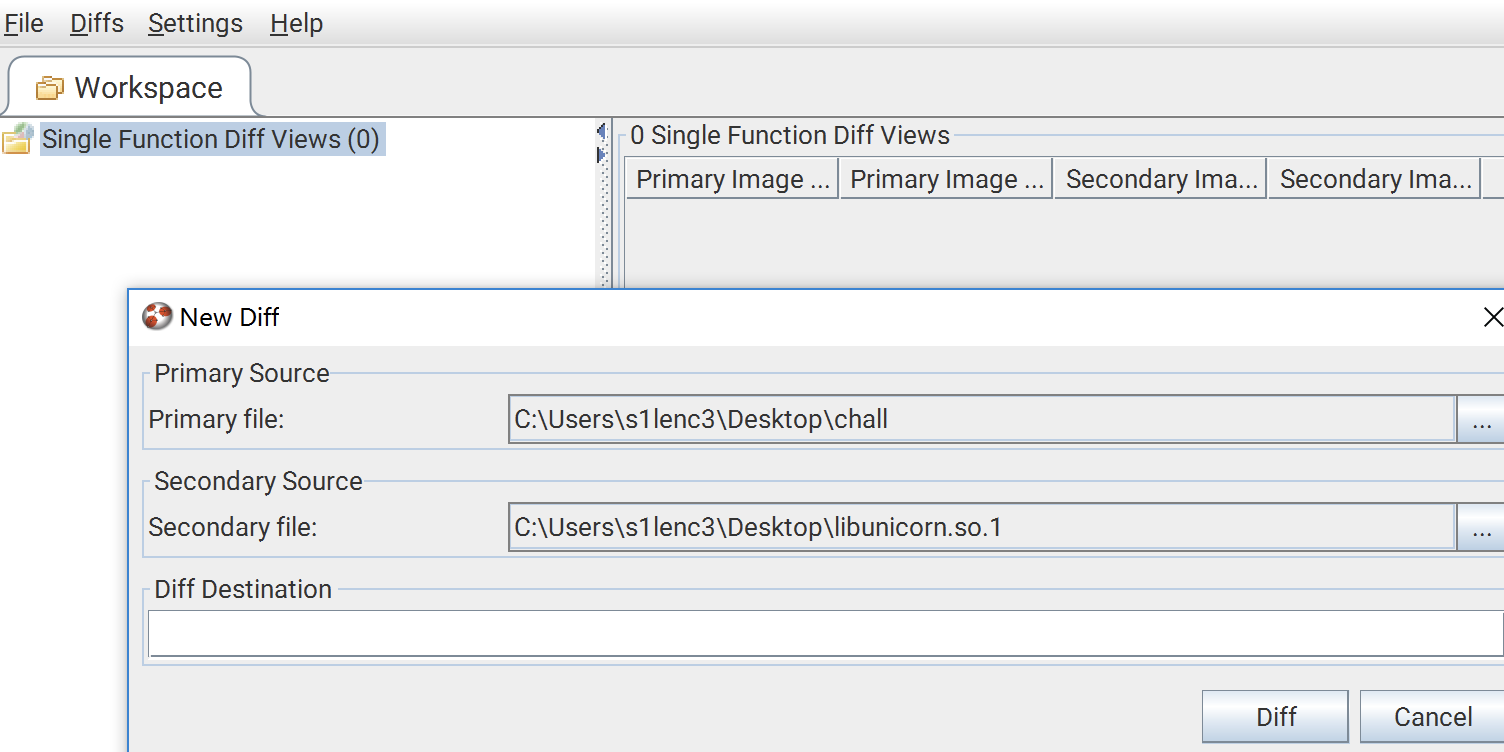 File Diffs Settings Help
Workspace
Single Function Diff Views (0)
0 Single Function Diff Views
Primary Image ... Primary Image ... Secondary Ima... Secondary Ima...
New Diff
Primary Source
Primary file: C:\Users\s1lenc3\Desktop\chall ...
Secondary Source
Secondary file: C:\Users\s1lenc3\Desktop\libunicorn.so.1 ...
Diff Destination
Diff Cancel